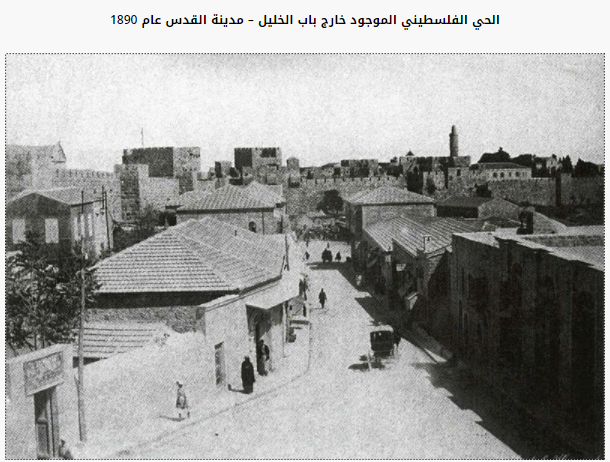 الحي الفلسطيني الموجود خارج باب الخليل – مدينة القدس عام 1890